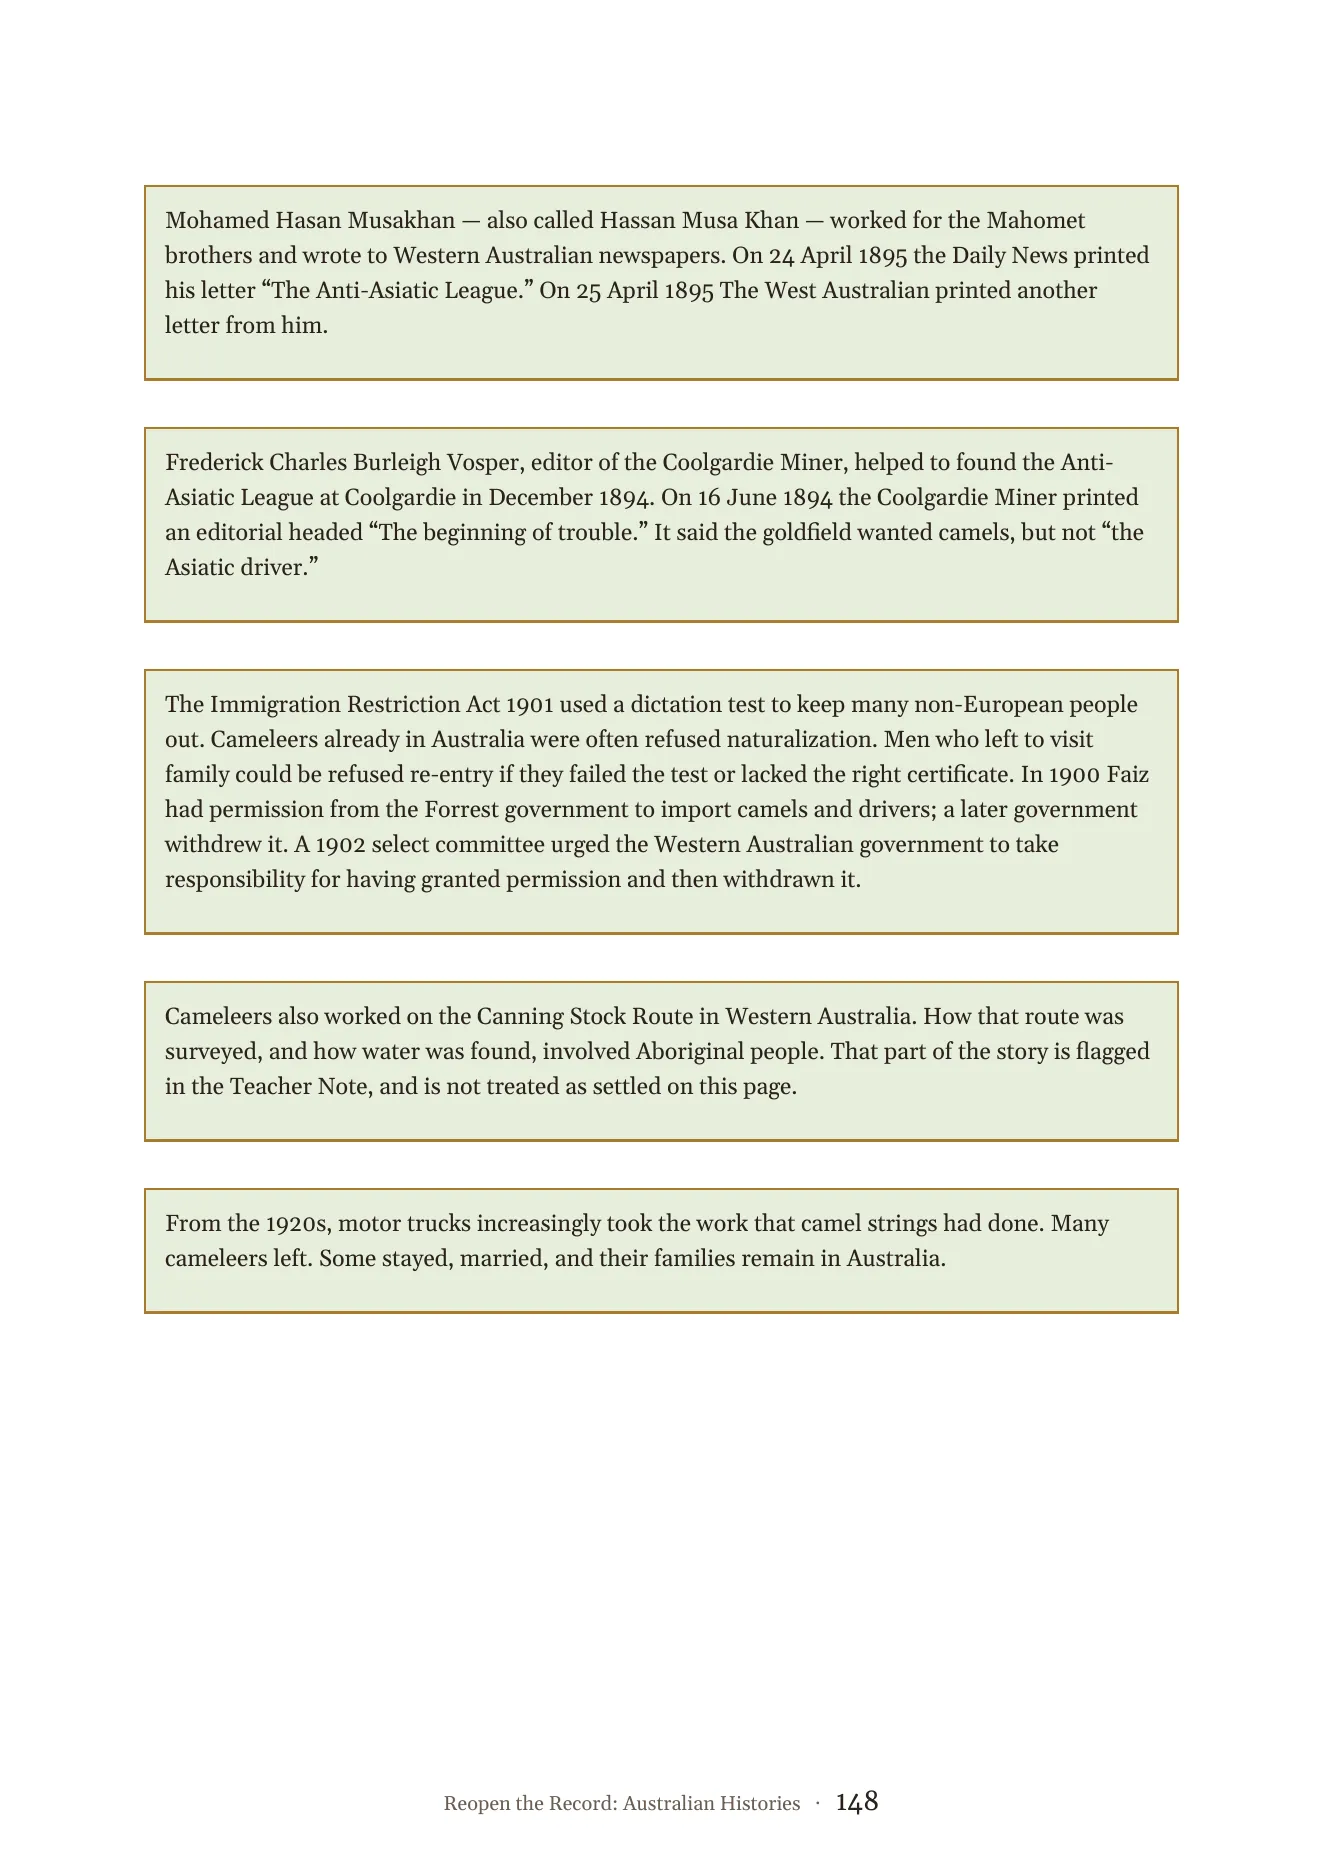 Mohamed Hasan Musakhan — also called Hassan Musa Khan — worked for the Mahomet
brothers and wrote to Western Australian newspapers. On 24 April 1895 the Daily News printed
his letter “The Anti-Asiatic League.” On 25 April 1895 The West Australian printed another
letter from him.
Frederick Charles Burleigh Vosper, editor of the Coolgardie Miner, helped to found the Anti-
Asiatic League at Coolgardie in December 1894. On 16 June 1894 the Coolgardie Miner printed
an editorial headed “The beginning of trouble.” It said the goldfield wanted camels, but not “the
Asiatic driver.”
The Immigration Restriction Act 1901 used a dictation test to keep many non-European people
out. Cameleers already in Australia were often refused naturalization. Men who left to visit
family could be refused re-entry if they failed the test or lacked the right certificate. In 1900 Faiz
had permission from the Forrest government to import camels and drivers; a later government
withdrew it. A 1902 select committee urged the Western Australian government to take
responsibility for having granted permission and then withdrawn it.
Cameleers also worked on the Canning Stock Route in Western Australia. How that route was
surveyed, and how water was found, involved Aboriginal people. That part of the story is flagged
in the Teacher Note, and is not treated as settled on this page.
From the 1920s, motor trucks increasingly took the work that camel strings had done. Many
cameleers left. Some stayed, married, and their families remain in Australia.
Reopen the Record: Australian Histories · 148